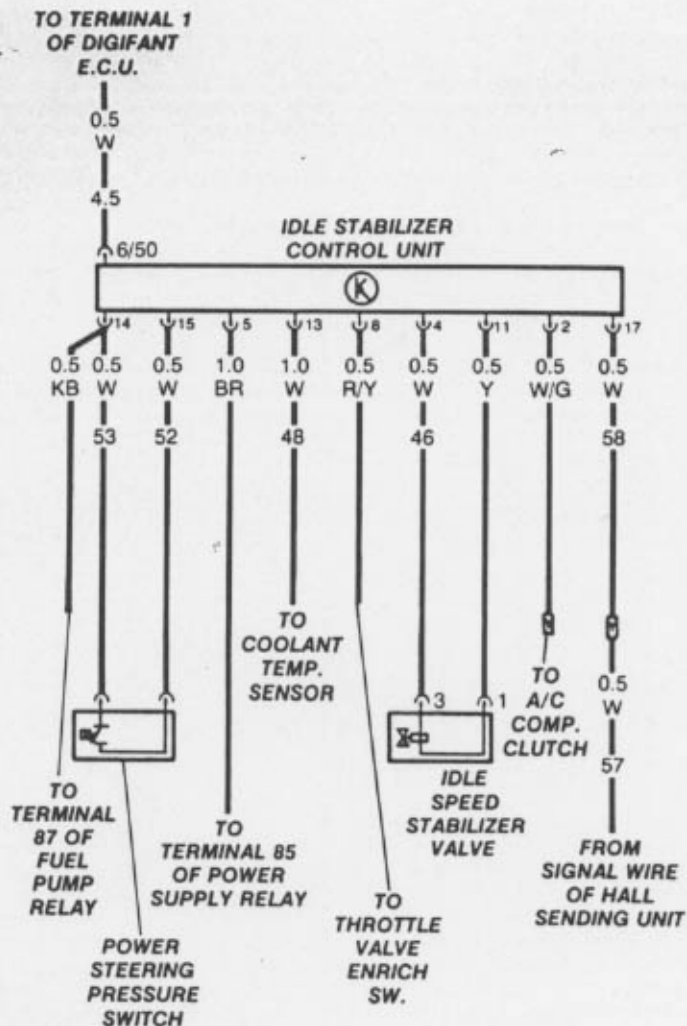 TO TERMINAL 1
OF DIGIFANT
E.C.U.
0.5
W
4.5
6/50
IDLE STABILIZER
CONTROL UNIT
K
14 15 5 13 8 4 11 2 17
0.5 0.5 0.5 1.0 1.0 0.5 0.5 0.5 0.5 0.5
KB W W BR W R/Y W Y W/G W
53 52 48 46 58
TO
COOLANT
TEMP.
SENSOR
3 1
TO
A/C
COMP.
CLUTCH
0.5
W
57
IDLE
SPEED
STABILIZER
VALVE
TO
TERMINAL
87 OF
FUEL
PUMP
RELAY
TO
TERMINAL 85
OF POWER
SUPPLY RELAY
FROM
SIGNAL WIRE
OF HALL
SENDING UNIT
TO
THROTTLE
VALVE
ENRICH
SW.
POWER
STEERING
PRESSURE
SWITCH